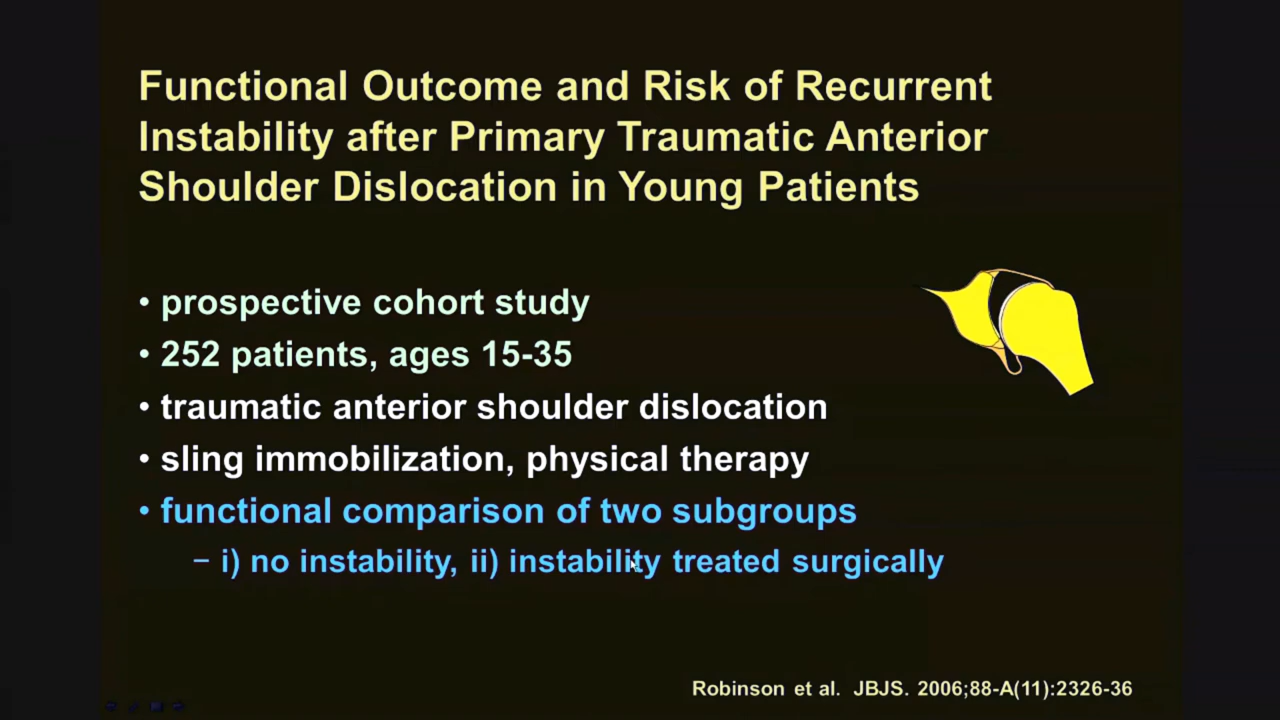 Functional Outcome and Risk of Recurrent
Instability after Primary Traumatic Anterior
Shoulder Dislocation in Young Patients
• prospective cohort study
• 252 patients, ages 15-35
• traumatic anterior shoulder dislocation
• sling immobilization, physical therapy
• functional comparison of two subgroups
– i) no instability, ii) instability treated surgically
Robinson et al. JBJS. 2006;88-A(11):2326-36